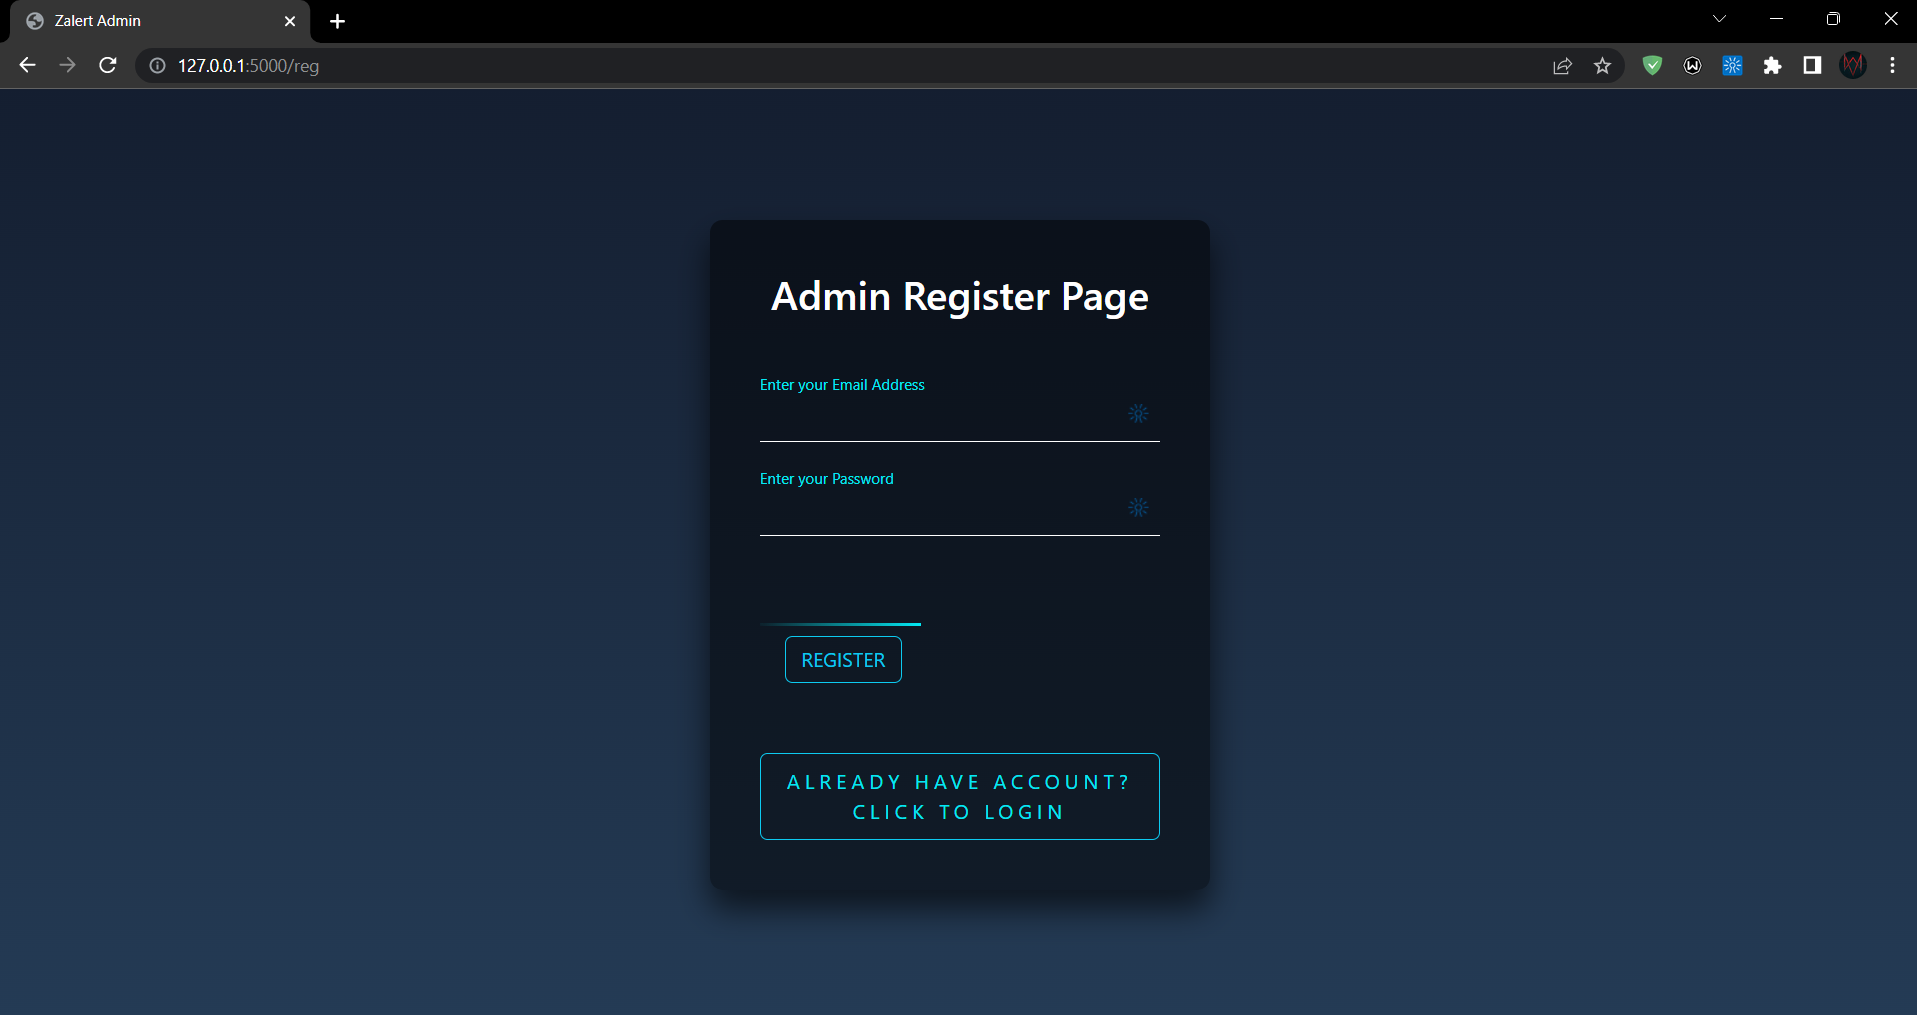 Zalert Admin
127.0.0.1:5000/reg
Admin Register Page
Enter your Email Address
Enter your Password
REGISTER
ALREADY HAVE ACCOUNT?
CLICK TO LOGIN